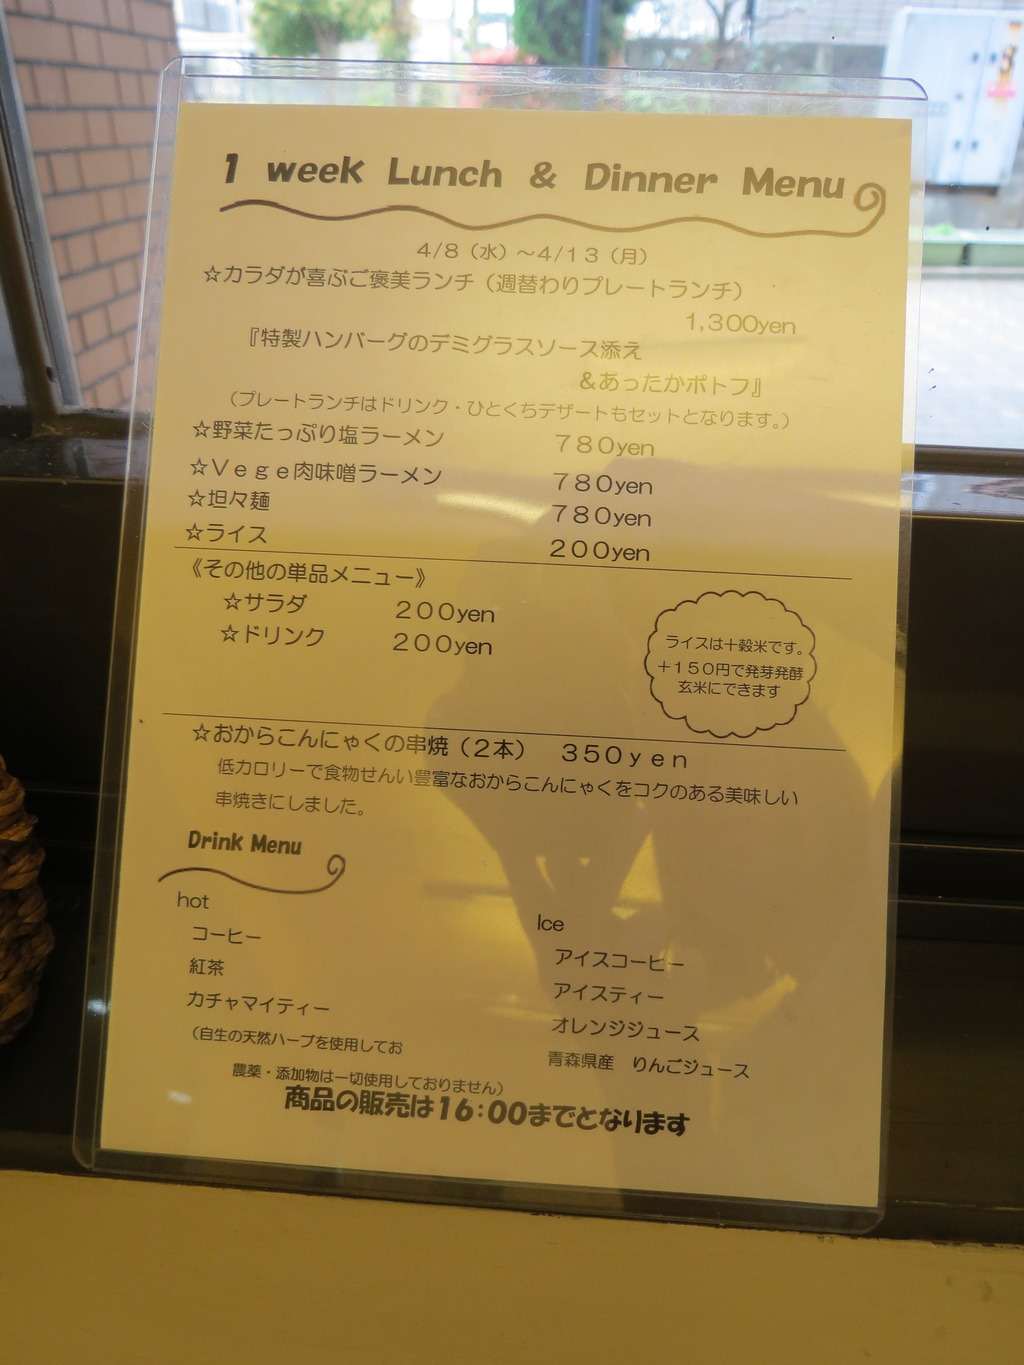 1 week Lunch & Dinner Menu
4/8（水）～4/13（月）
☆カラダが喜ぶご褒美ランチ（週替わりプレートランチ）
1,300yen
『特製ハンバーグのデミグラスソース添え
&あったかポトフ』
（プレートランチはドリンク・ひとくちデザートもセットとなります。）
☆野菜たっぷり塩ラーメン 780yen
☆Vege肉味噌ラーメン 780yen
☆坦々麺 780yen
☆ライス 200yen
《その他の単品メニュー》
☆サラダ 200yen
☆ドリンク 200yen
ライスは十穀米です。
＋150円で発芽発酵
玄米にできます
☆おからこんにゃくの串焼（2本） 350yen
低カロリーで食物せんい豊富なおからこんにゃくをコクのある美味しい
串焼きにしました。
Drink Menu
hot
コーヒー
紅茶
カチャマイティー
（自生の天然ハーブを使用してお
農薬・添加物は一切使用しておりません）
Ice
アイスコーヒー
アイスティー
オレンジジュース
青森県産 りんごジュース
商品の販売は16:00までとなります